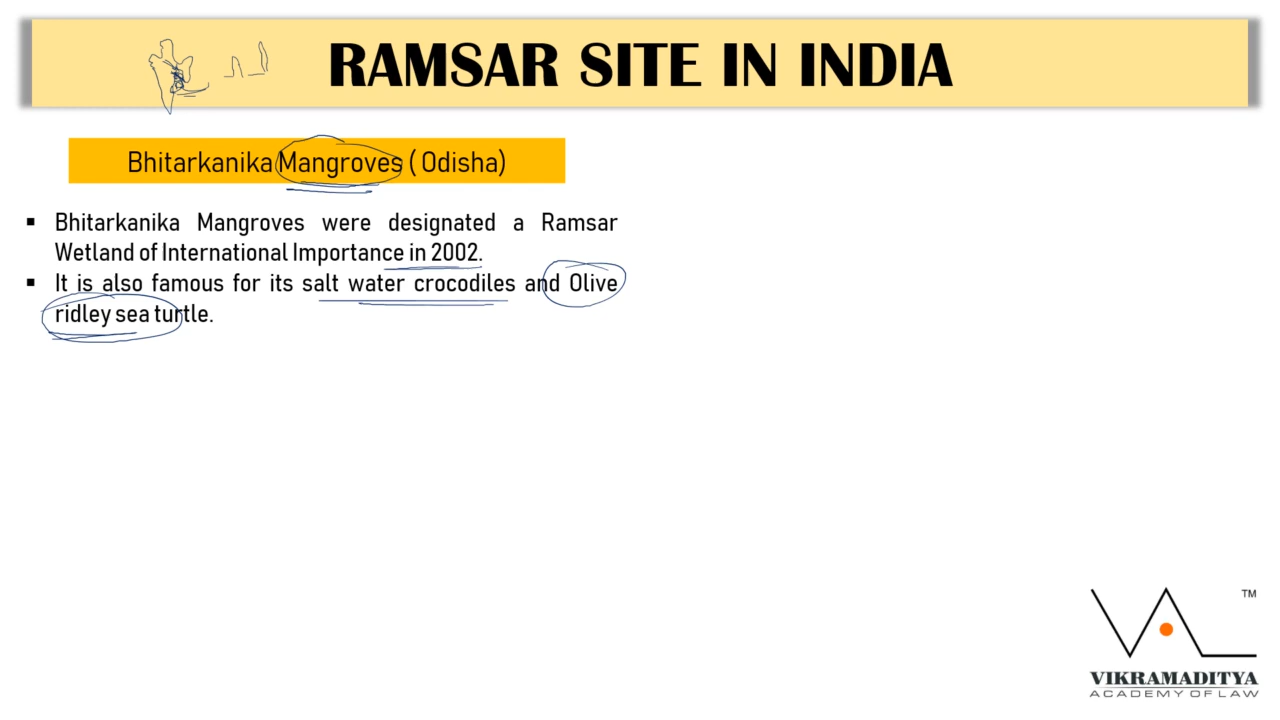 RAMSAR SITE IN INDIA
Bhitarkanika Mangroves ( Odisha)
▪ Bhitarkanika Mangroves were designated a Ramsar
Wetland of International Importance in 2002.
▪ It is also famous for its salt water crocodiles and Olive
ridley sea turtle.
TM
VIKRAMADITYA
ACADEMY OF LAW